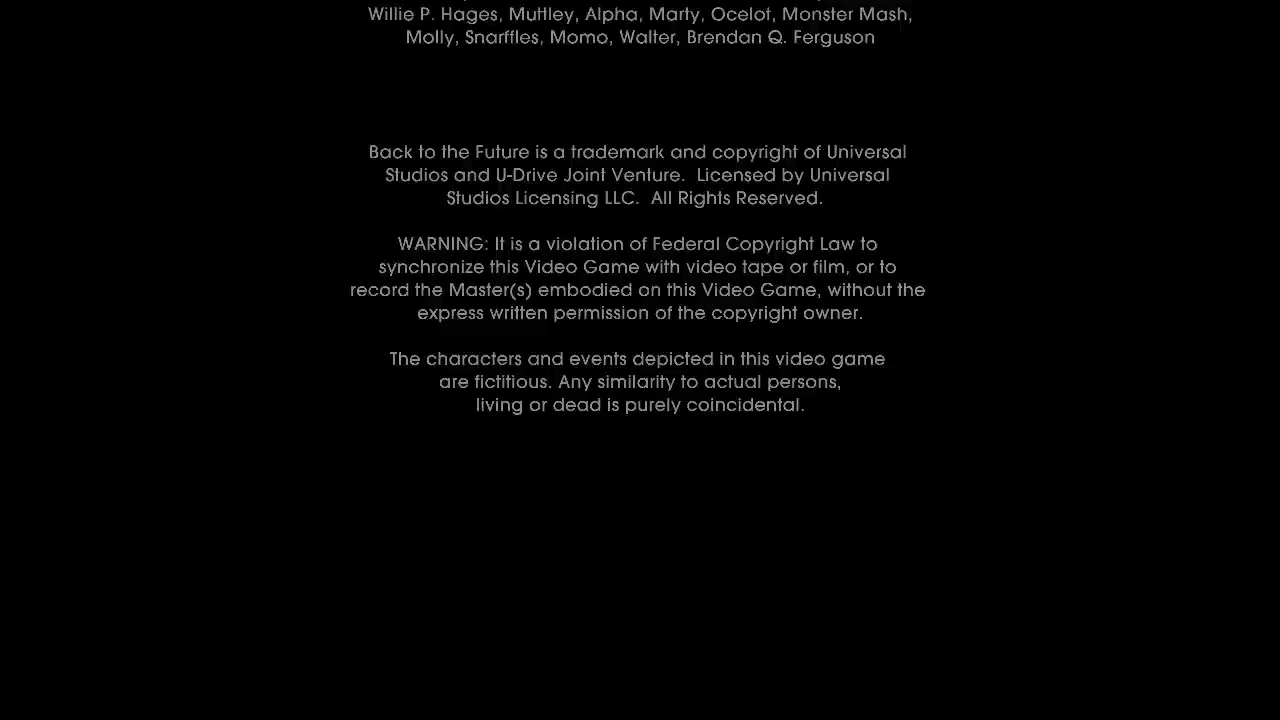 Willie P. Hages, Muttley, Alpha, Marty, Ocelot, Monster Mash,
Molly, Snarffles, Momo, Walter, Brendan Q. Ferguson
Back to the Future is a trademark and copyright of Universal
Studios and U-Drive Joint Venture.  Licensed by Universal
Studios Licensing LLC.  All Rights Reserved.
WARNING: It is a violation of Federal Copyright Law to
synchronize this Video Game with video tape or film, or to
record the Master(s) embodied on this Video Game, without the
express written permission of the copyright owner.
The characters and events depicted in this video game
are fictitious. Any similarity to actual persons,
living or dead is purely coincidental.